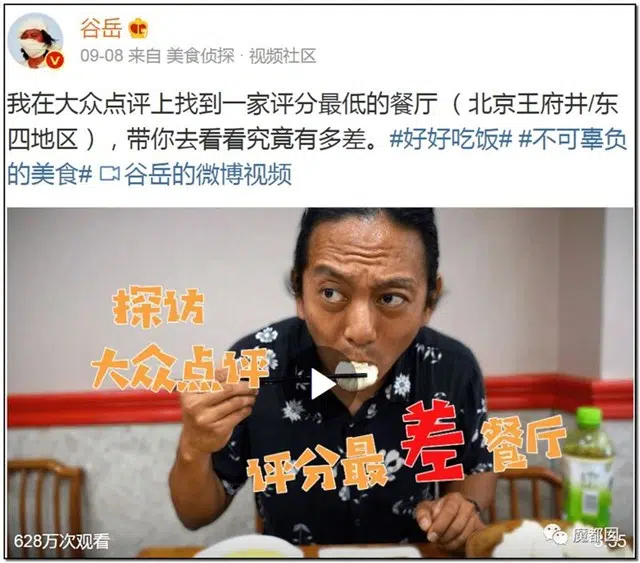 谷岳
09-08 来自 美食侦探·视频社区
我在大众点评上找到一家评分最低的餐厅（北京王府井/东
四地区），带你去看看究竟有多差。#好好吃饭# #不可辜负
的美食# 谷岳的微博视频
探访
大众点评
评分最差餐厅
628万次观看
魔都囡